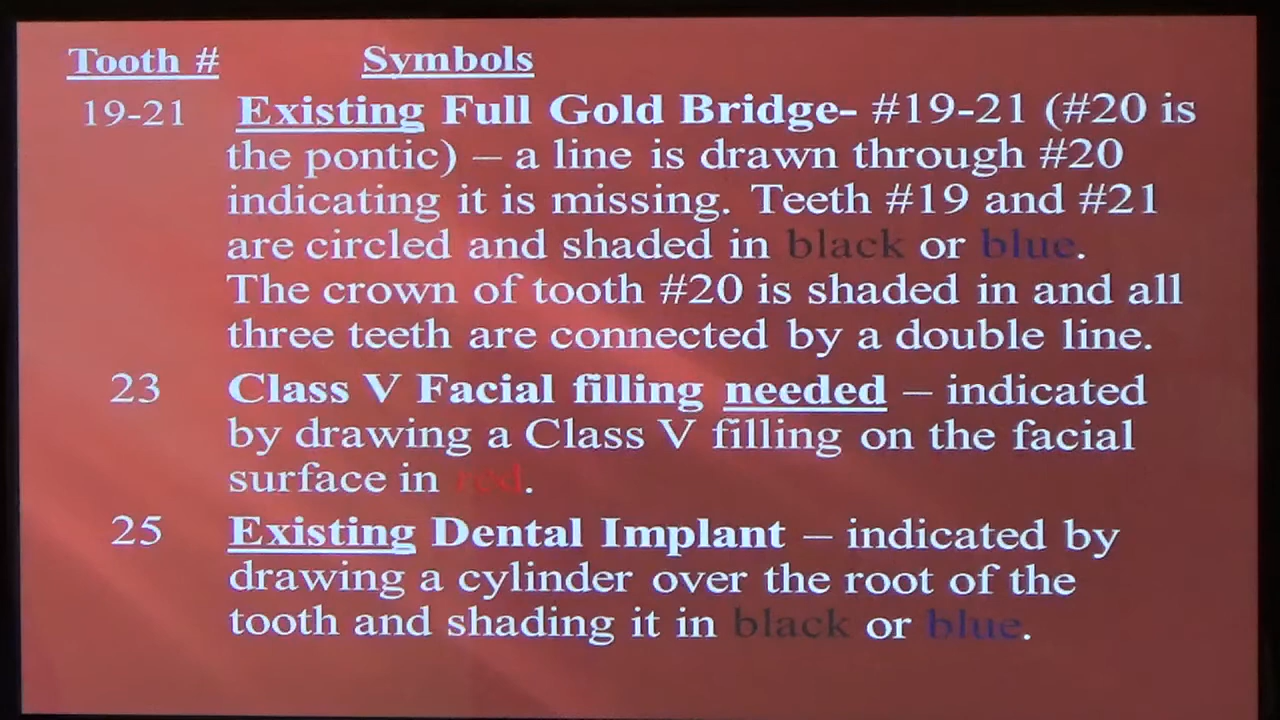 Tooth # Symbols
19-21 Existing Full Gold Bridge- #19-21 (#20 is
the pontic) – a line is drawn through #20
indicating it is missing. Teeth #19 and #21
are circled and shaded in black or blue.
The crown of tooth #20 is shaded in and all
three teeth are connected by a double line.
23 Class V Facial filling needed – indicated
by drawing a Class V filling on the facial
surface in red.
25 Existing Dental Implant – indicated by
drawing a cylinder over the root of the
tooth and shading it in black or blue.